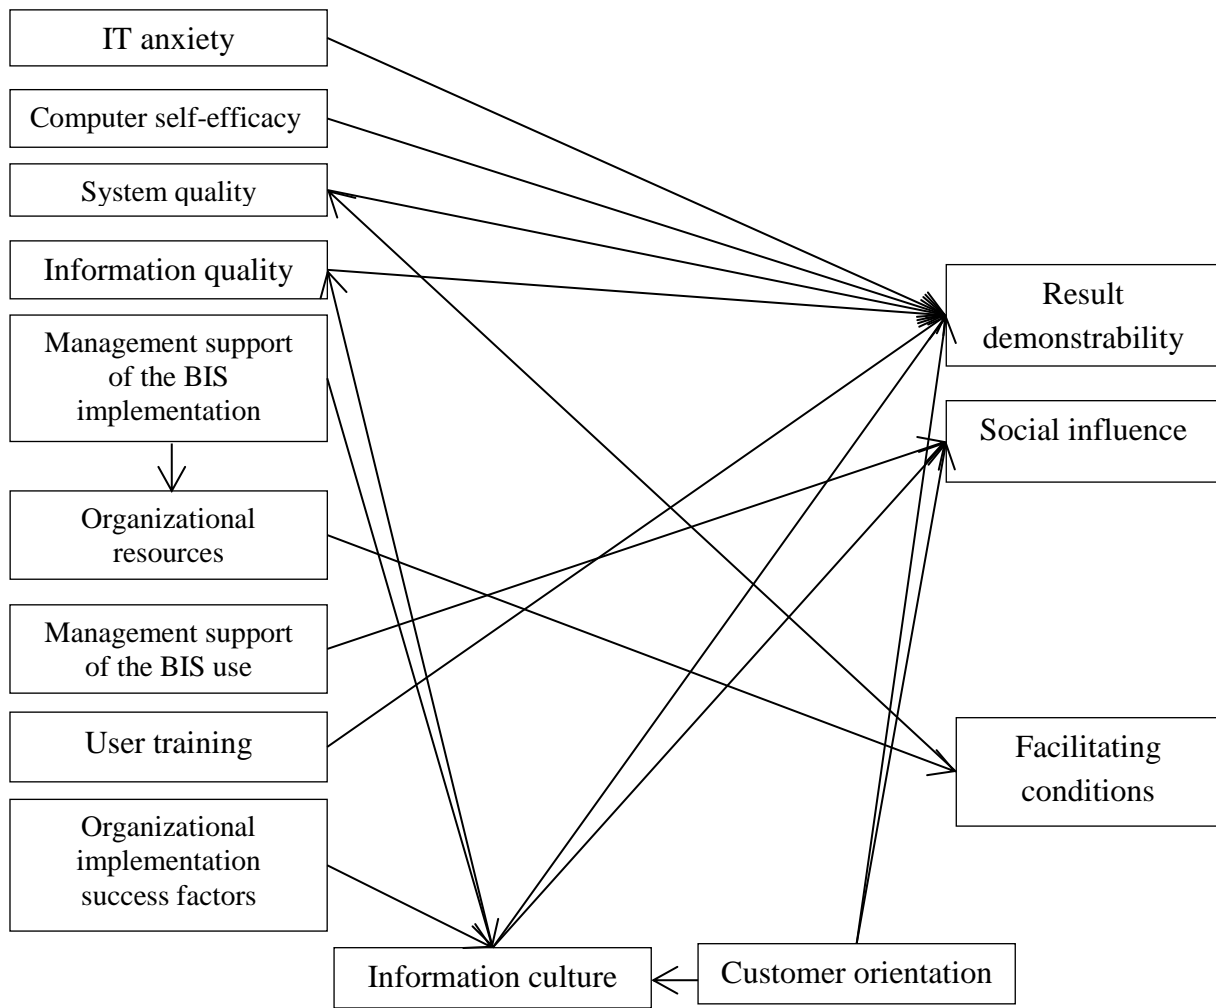 IT anxiety
Computer self-efficacy
System quality
Information quality
Management support
of the BIS
implementation
Organizational
resources
Management support
of the BIS use
User training
Organizational
implementation
success factors
Result
demonstrability
Social influence
Facilitating
conditions
Information culture
Customer orientation